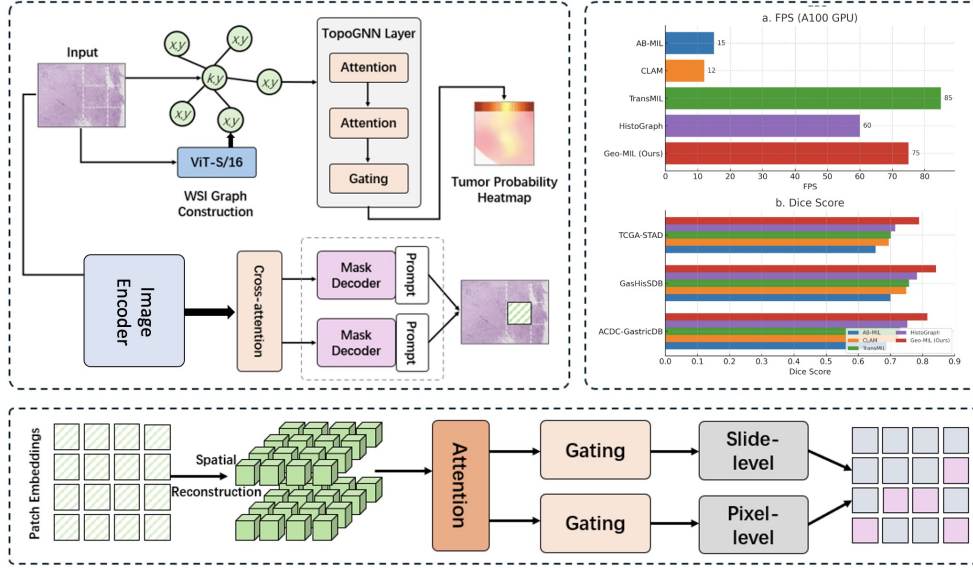 Input
x,y
x,y
k,y
x,y
x,y
x,y
ViT-S/16
WSI Graph
Construction
TopoGNN Layer
Attention
Attention
Gating
Tumor Probability
Heatmap
Image
Encoder
Cross-attention
Mask
Decoder
Prompt
Mask
Decoder
Prompt
a. FPS (A100 GPU)
AB-MIL
15
CLAM
12
TransMIL
85
HistoGraph
60
Geo-MIL (Ours)
75
0 10 20 30 40 50 60 70 80
FPS
b. Dice Score
TCGA-STAD
GasHisSDB
ACDC-GastricDB
AB-MIL
CLAM
TransMIL
HistoGraph
Geo-MIL (Ours)
0.0 0.1 0.2 0.3 0.4 0.5 0.6 0.7 0.8 0.9
Dice Score
Patch Embeddings
Spatial
Reconstruction
Attention
Gating
Slide-
level
Gating
Pixel-
level